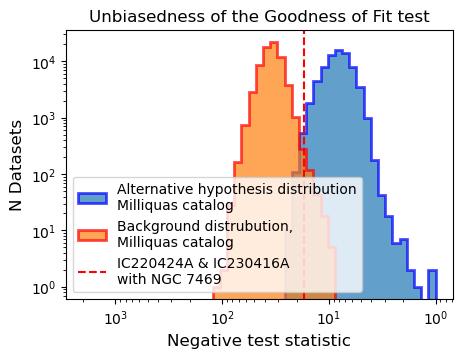 Unbiasedness of the Goodness of Fit test
N Datasets
10⁴
10³
10²
10¹
10⁰
Alternative hypothesis distribution
Milliquas catalog
Background distrubution,
Milliquas catalog
IC220424A & IC230416A
with NGC 7469
10³ 10² 10¹ 10⁰
Negative test statistic